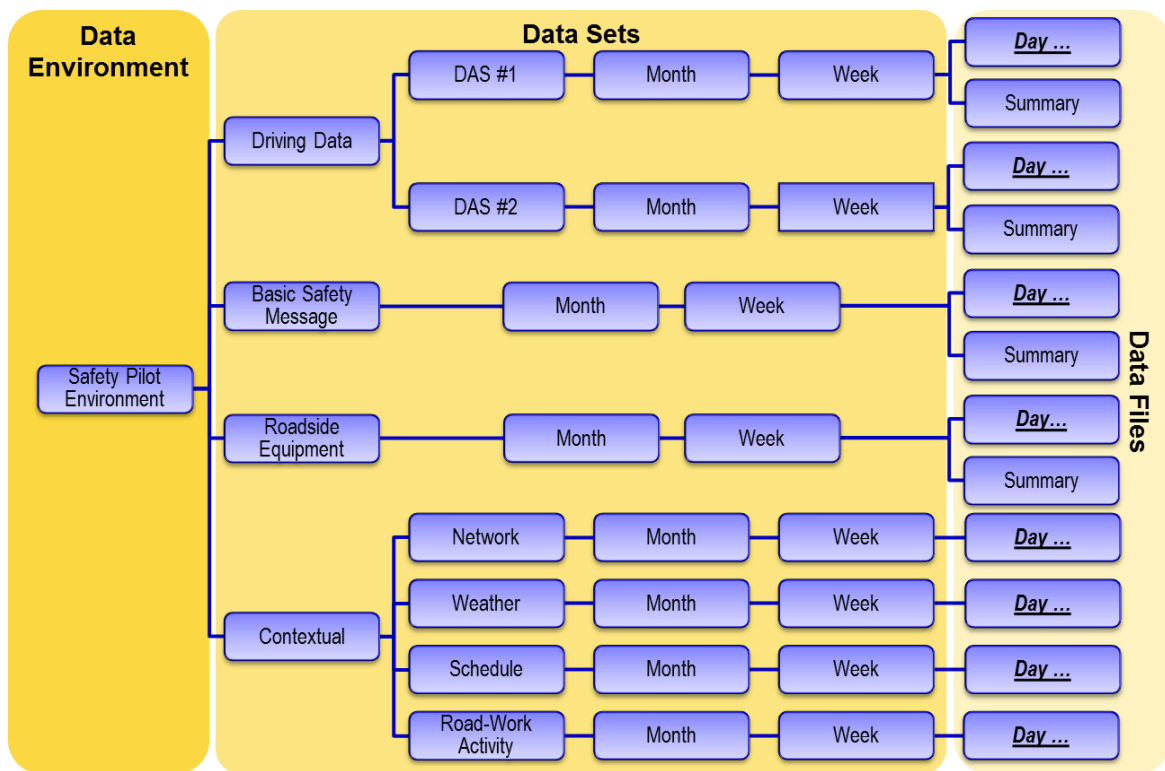 Data
Environment
Data Sets
DAS #1
Month
Week
Day ...
Summary
Driving Data
DAS #2
Month
Week
Day ...
Summary
Basic Safety
Message
Month
Week
Day ...
Summary
Safety Pilot
Environment
Roadside
Equipment
Month
Week
Day...
Summary
Data Files
Network
Month
Week
Day ...
Weather
Month
Week
Day ...
Contextual
Schedule
Month
Week
Day ...
Road-Work
Activity
Month
Week
Day ...